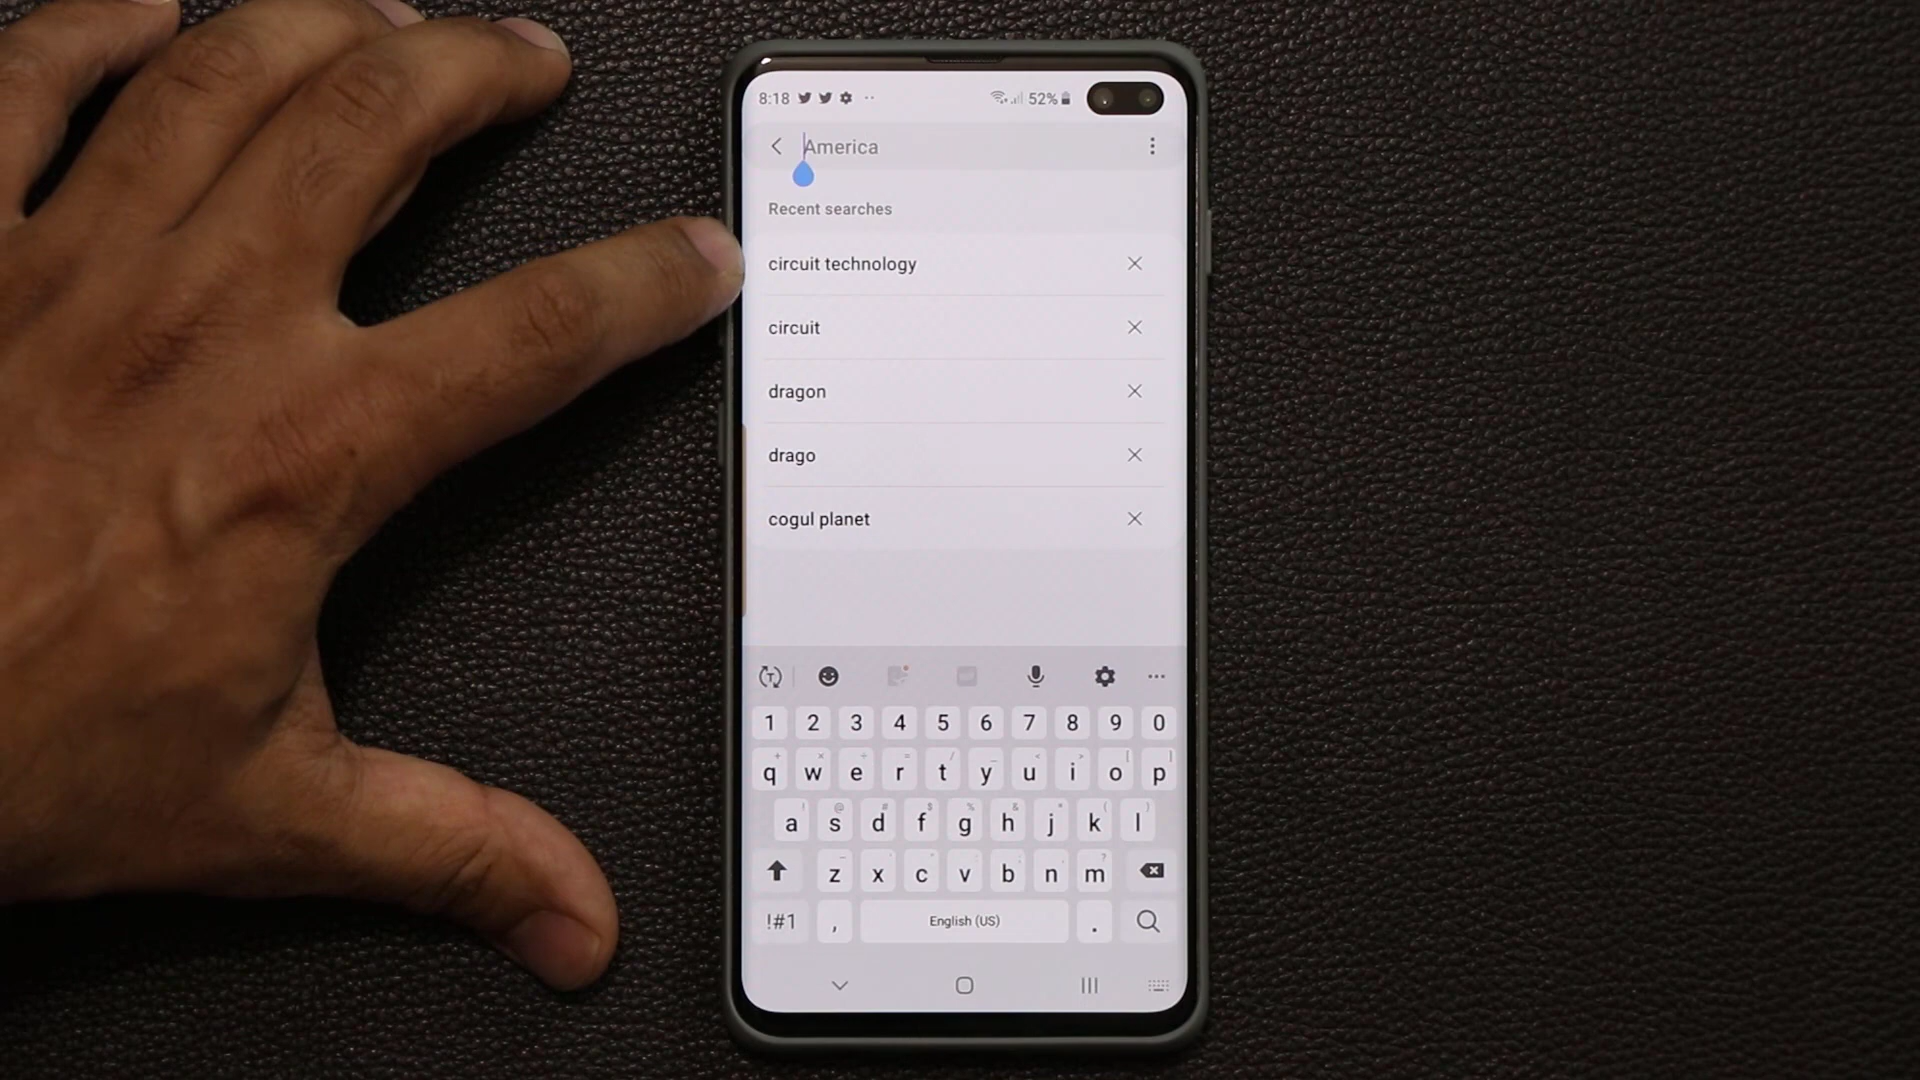 8:18 52%
America
Recent searches
circuit technology
circuit
dragon
drago
cogul planet
1 2 3 4 5 6 7 8 9 0
q w e r t y u i o p
a s d f g h j k l
z x c v b n m
!#1 , English (US) .